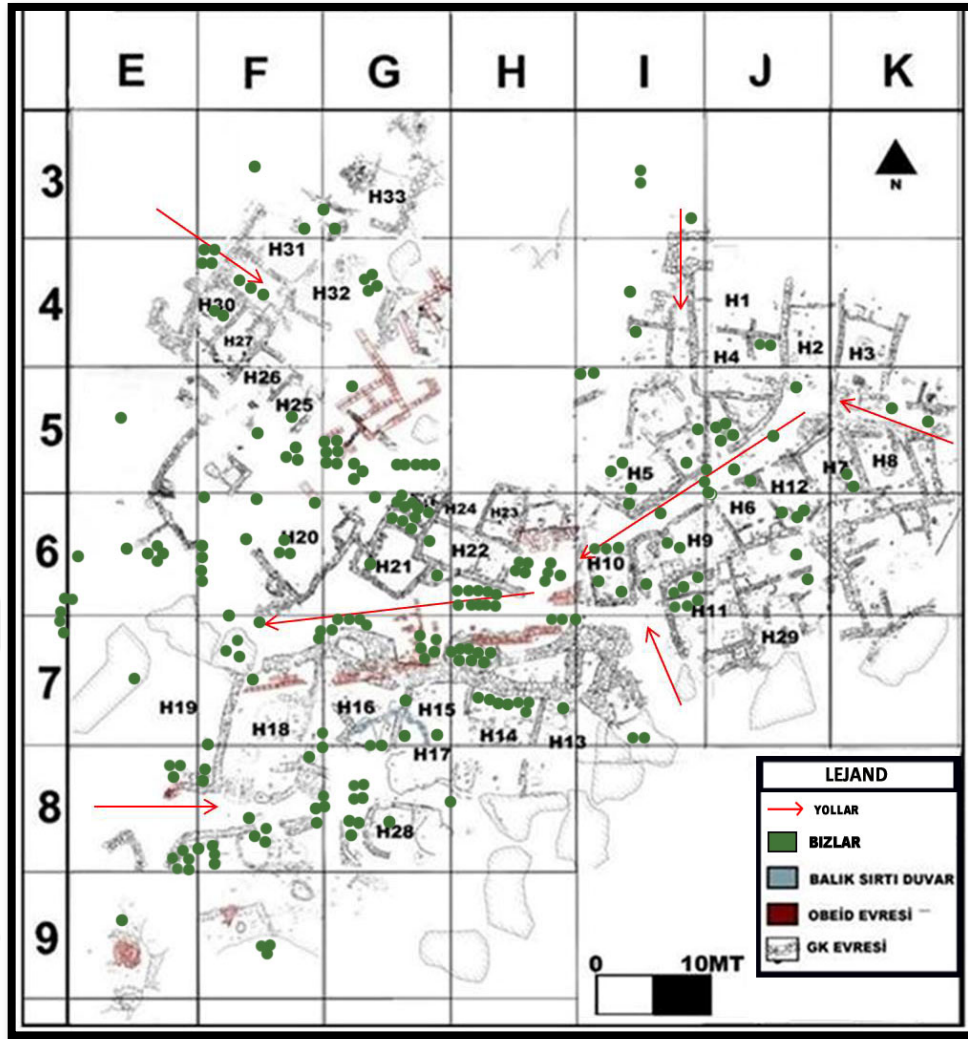 E F G H I J K
3
H33
N
H31
4
H32
H30
H1
H27
H4
H2
H3
H26
H25
5
H5
H7
H8
H12
H24
H23
H6
6
H20
H22
H9
H21
H10
H11
H29
7
H19
H16
H15
H18
H14
H13
H17
8
H28
9
LEJAND
YOLLAR
BIZLAR
BALIK SIRTI DUVAR
OBEİD EVRESİ
GK EVRESİ
0 10MT